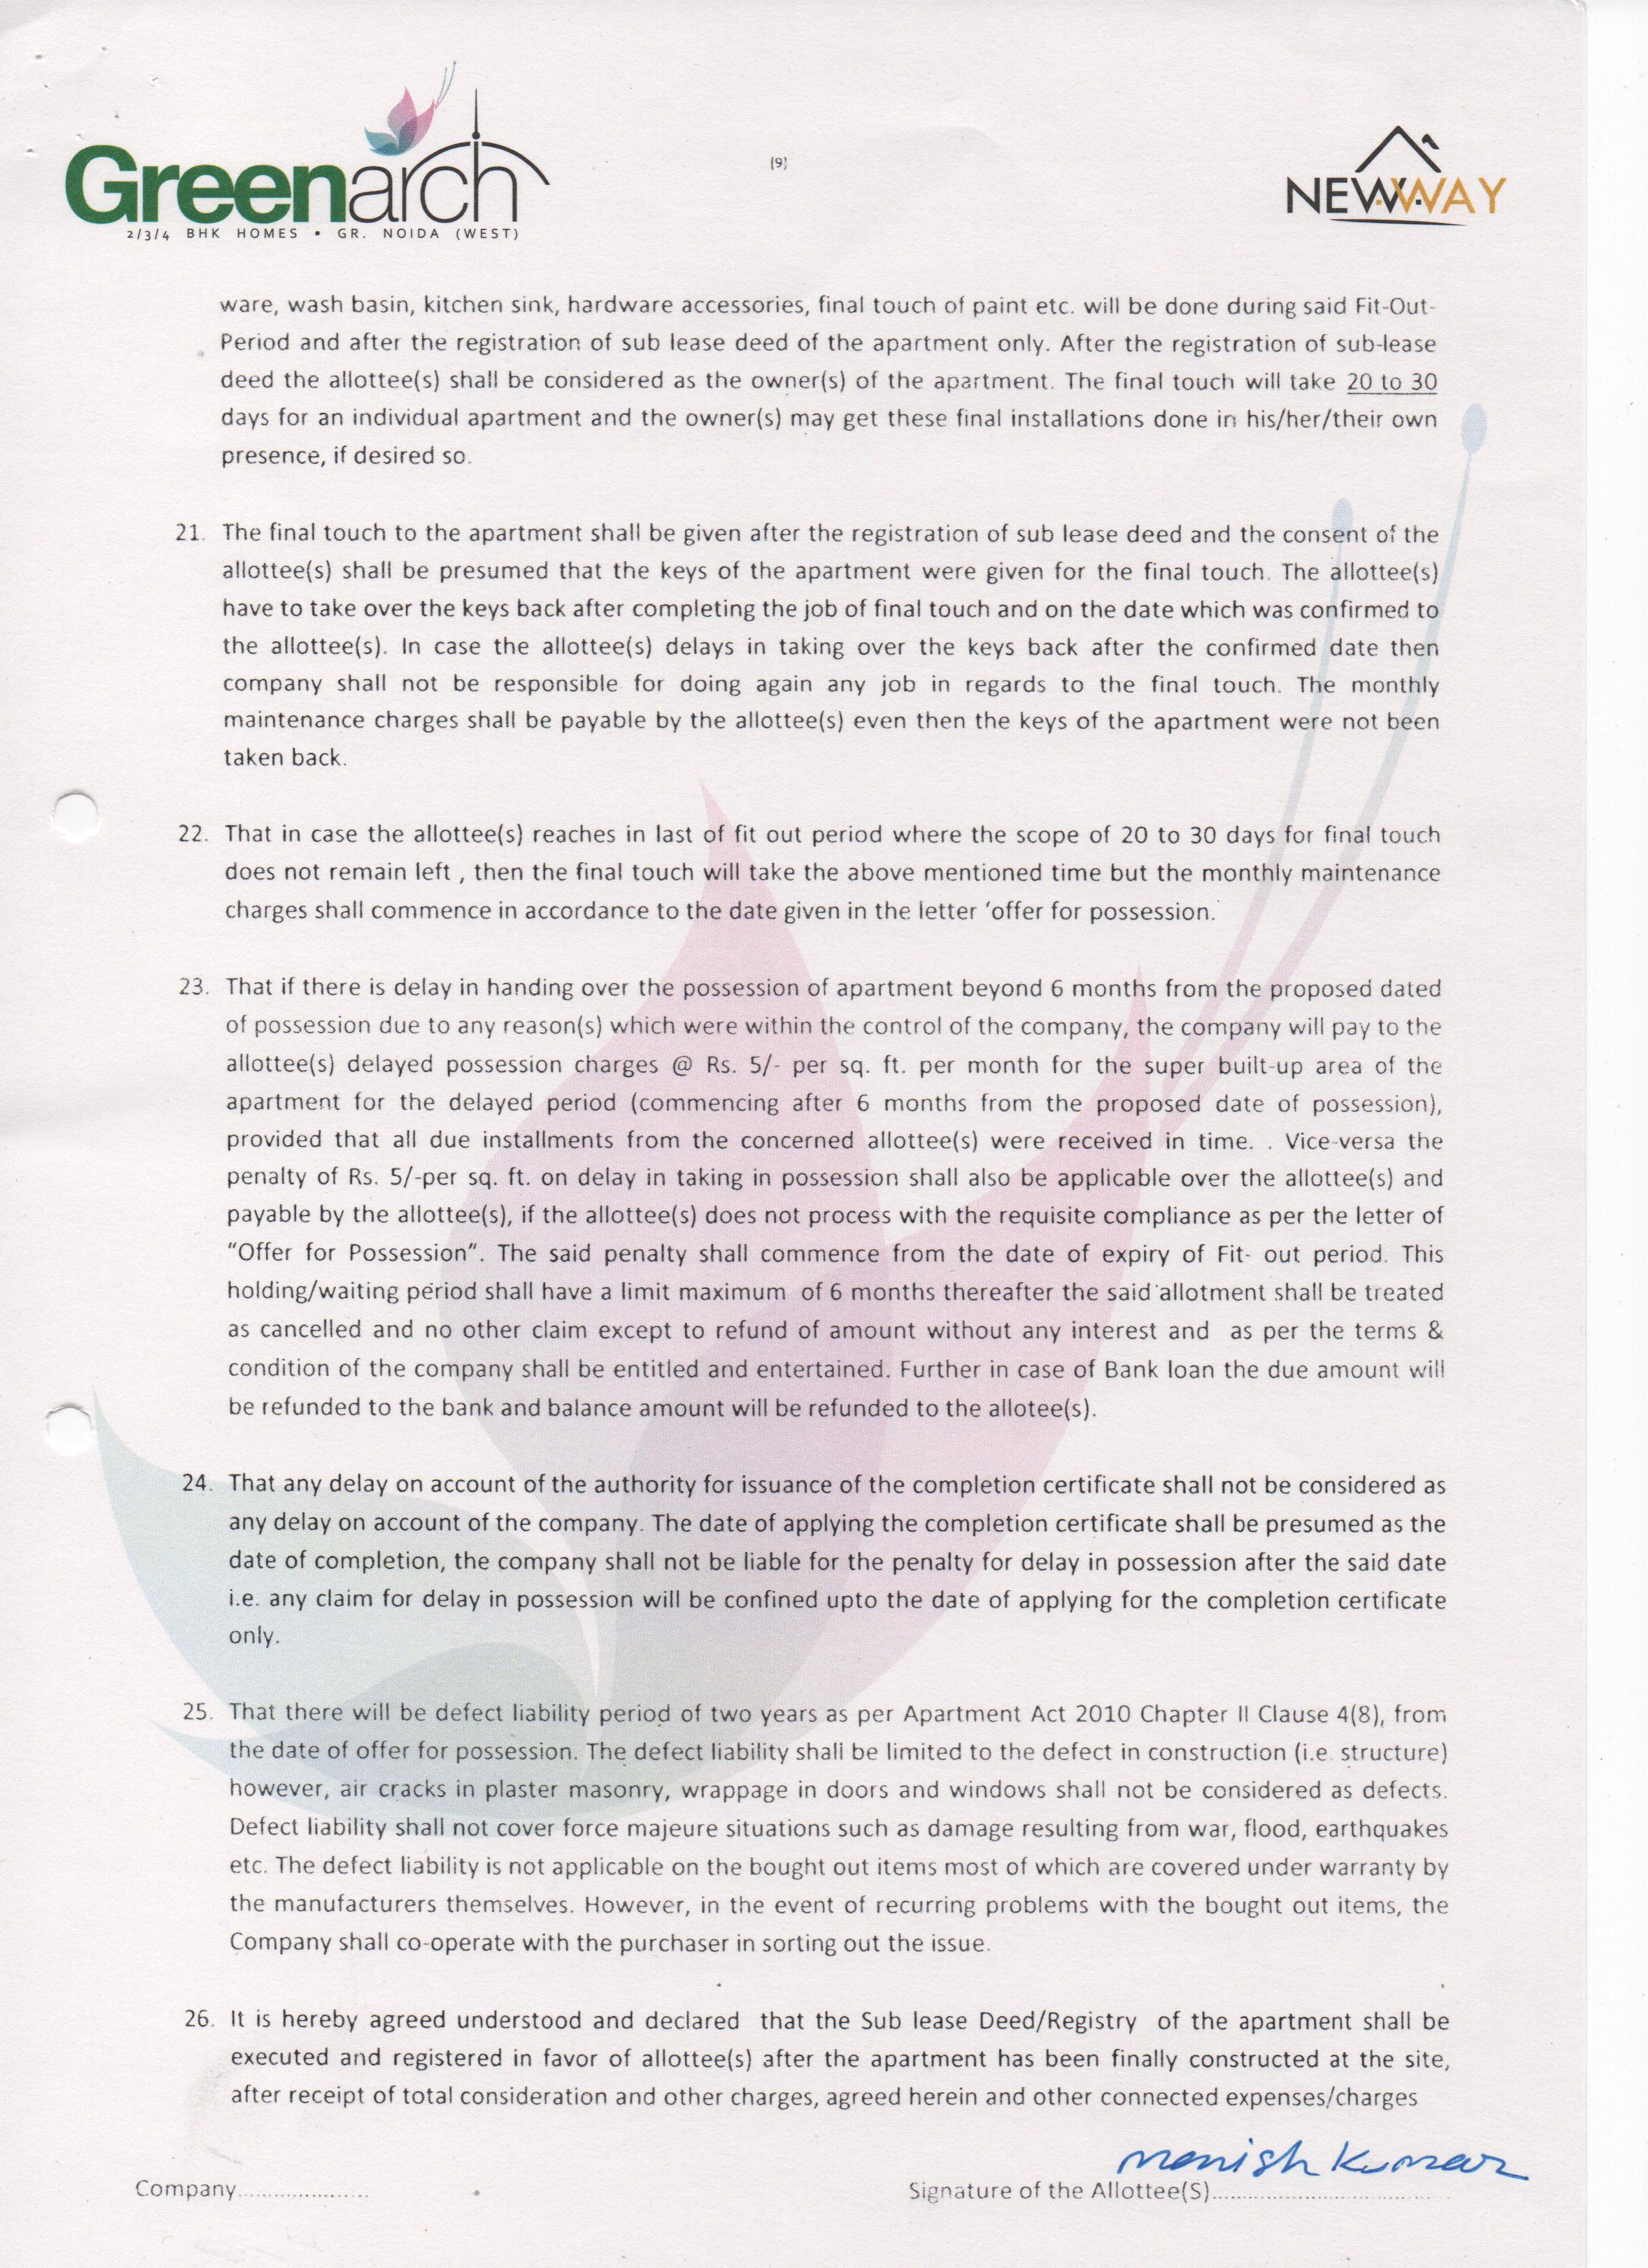 Greenarch
2/3/4 BHK HOMES • GR. NOIDA (WEST)
(9)
NEWWAY
ware, wash basin, kitchen sink, hardware accessories, final touch of paint etc. will be done during said Fit-Out-
Period and after the registration of sub lease deed of the apartment only. After the registration of sub-lease
deed the allottee(s) shall be considered as the owner(s) of the apartment. The final touch will take 20 to 30
days for an individual apartment and the owner(s) may get these final installations done in his/her/their own
presence, if desired so.
21. The final touch to the apartment shall be given after the registration of sub lease deed and the consent of the
allottee(s) shall be presumed that the keys of the apartment were given for the final touch. The allottee(s)
have to take over the keys back after completing the job of final touch and on the date which was confirmed to
the allottee(s). In case the allottee(s) delays in taking over the keys back after the confirmed date then
company shall not be responsible for doing again any job in regards to the final touch. The monthly
maintenance charges shall be payable by the allottee(s) even then the keys of the apartment were not been
taken back.
22. That in case the allottee(s) reaches in last of fit out period where the scope of 20 to 30 days for final touch
does not remain left , then the final touch will take the above mentioned time but the monthly maintenance
charges shall commence in accordance to the date given in the letter ‘offer for possession.’
23. That if there is delay in handing over the possession of apartment beyond 6 months from the proposed dated
of possession due to any reason(s) which were within the control of the company, the company will pay to the
allottee(s) delayed possession charges @ Rs. 5/- per sq. ft. per month for the super built-up area of the
apartment for the delayed period (commencing after 6 months from the proposed date of possession),
provided that all due installments from the concerned allottee(s) were received in time. . Vice-versa the
penalty of Rs. 5/-per sq. ft. on delay in taking in possession shall also be applicable over the allottee(s) and
payable by the allottee(s), if the allottee(s) does not process with the requisite compliance as per the letter of
“Offer for Possession”. The said penalty shall commence from the date of expiry of Fit- out period. This
holding/waiting period shall have a limit maximum of 6 months thereafter the said allotment shall be treated
as cancelled and no other claim except to refund of amount without any interest and as per the terms &
condition of the company shall be entitled and entertained. Further in case of Bank loan the due amount will
be refunded to the bank and balance amount will be refunded to the allotee(s).
24. That any delay on account of the authority for issuance of the completion certificate shall not be considered as
any delay on account of the company. The date of applying the completion certificate shall be presumed as the
date of completion, the company shall not be liable for the penalty for delay in possession after the said date
i.e. any claim for delay in possession will be confined upto the date of applying for the completion certificate
only.
25. That there will be defect liability period of two years as per Apartment Act 2010 Chapter II Clause 4(8), from
the date of offer for possession. The defect liability shall be limited to the defect in construction (i.e. structure)
however, air cracks in plaster masonry, wrappage in doors and windows shall not be considered as defects.
Defect liability shall not cover force majeure situations such as damage resulting from war, flood, earthquakes
etc. The defect liability is not applicable on the bought out items most of which are covered under warranty by
the manufacturers themselves. However, in the event of recurring problems with the bought out items, the
Company shall co-operate with the purchaser in sorting out the issue.
26. It is hereby agreed understood and declared that the Sub lease Deed/Registry of the apartment shall be
executed and registered in favor of allottee(s) after the apartment has been finally constructed at the site,
after receipt of total consideration and other charges, agreed herein and other connected expenses/charges
manish Kumar
Company...................... Signature of the Allottee(S).......................................